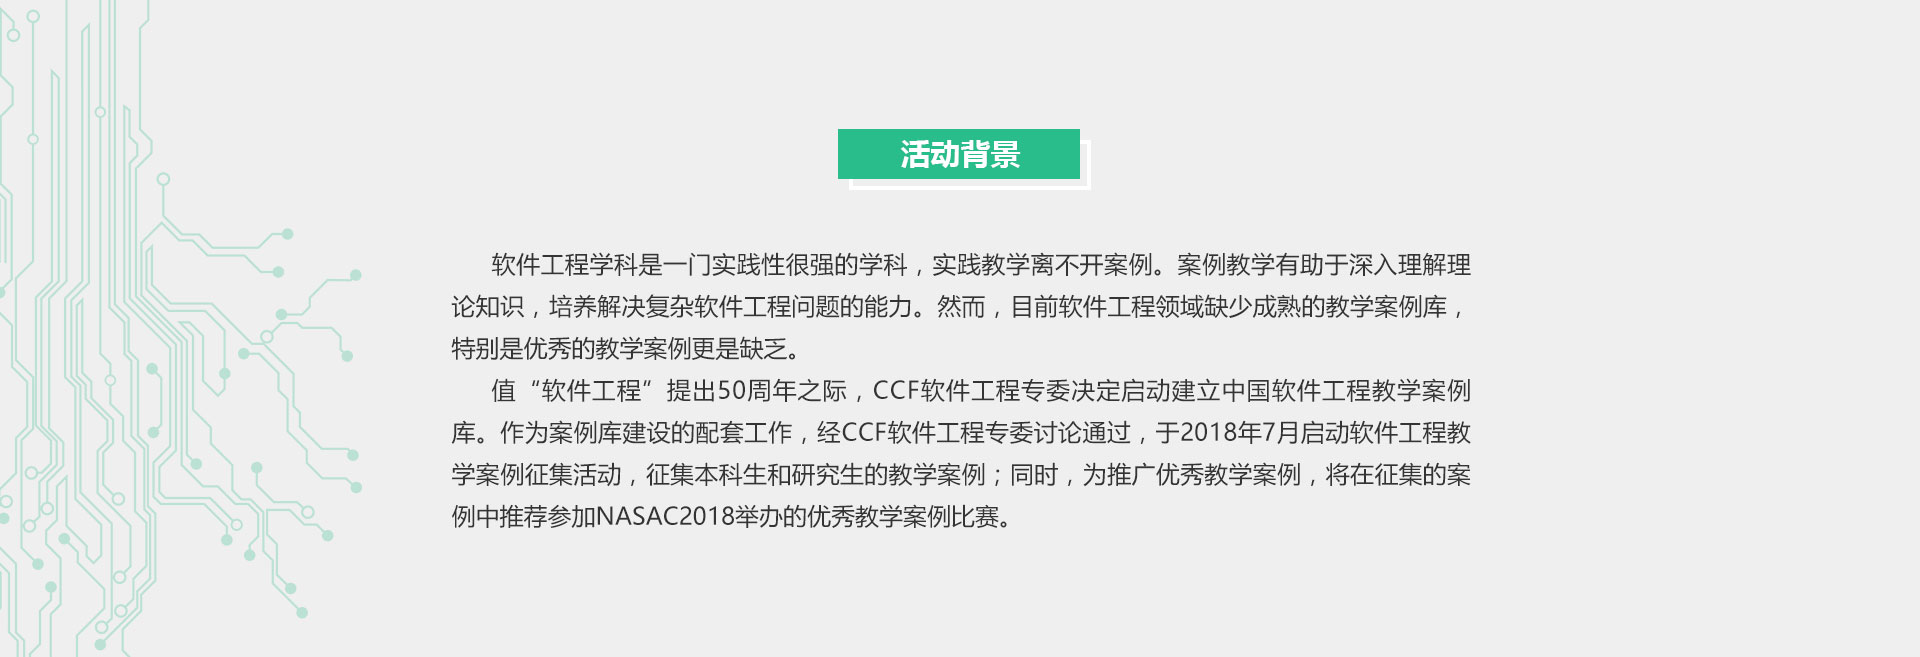 活动背景
软件工程学科是一门实践性很强的学科，实践教学离不开案例。案例教学有助于深入理解理
论知识，培养解决复杂软件工程问题的能力。然而，目前软件工程领域缺少成熟的教学案例库，
特别是优秀的教学案例更是缺乏。
值“软件工程”提出50周年之际，CCF软件工程专委决定启动建立中国软件工程教学案例
库。作为案例库建设的配套工作，经CCF软件工程专委讨论通过，于2018年7月启动软件工程教
学案例征集活动，征集本科生和研究生的教学案例；同时，为推广优秀教学案例，将在征集的案
例中推荐参加NASAC2018举办的优秀教学案例比赛。